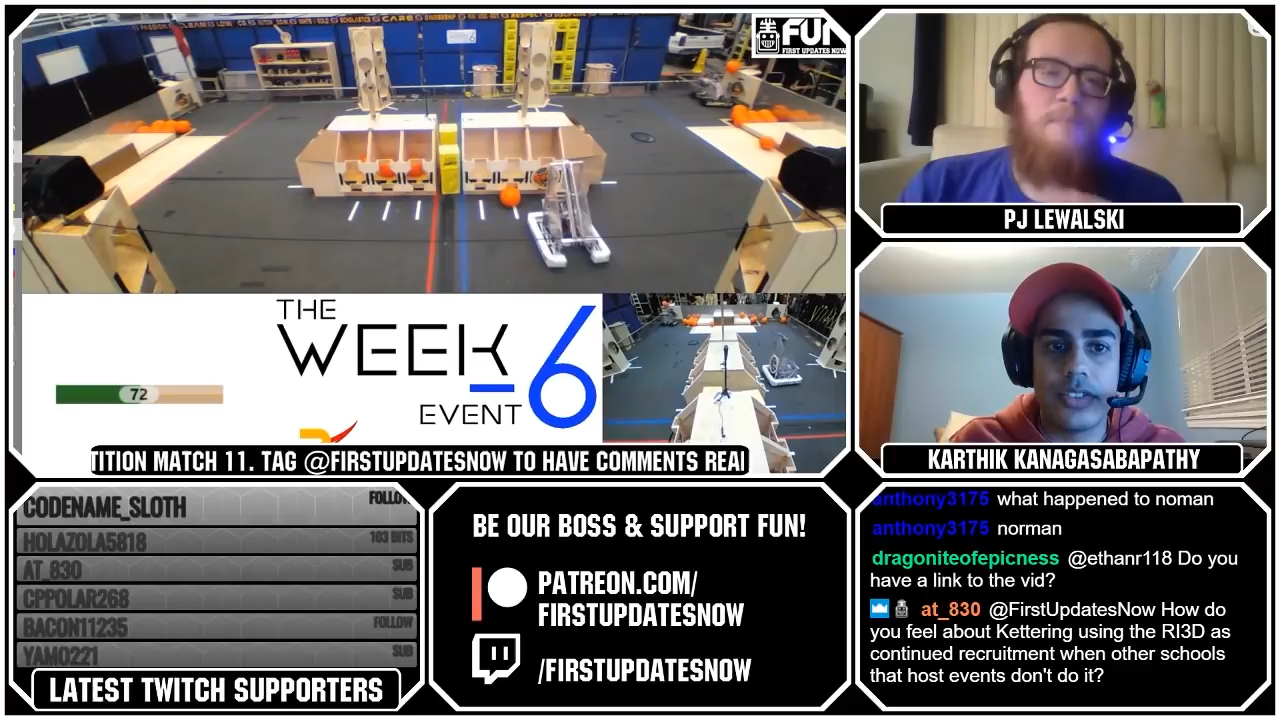 FUN
FIRST UPDATES NOW
THE
WEEK 6
EVENT
72
TITION MATCH 11. TAG @FIRSTUPDATESNOW TO HAVE COMMENTS REA
PJ LEWALSKI
KARTHIK KANAGASABAPATHY
CODENAME_SLOTH FOLLOW
HOLAZOLA5818 103 BITS
AT_830 SUB
CPPOLAR268 SUB
BACON11235 FOLLOW
YAMO221 SUB
LATEST TWITCH SUPPORTERS
BE OUR BOSS & SUPPORT FUN!
PATREON.COM/
FIRSTUPDATESNOW
/FIRSTUPDATESNOW
anthony3175 what happened to noman
anthony3175 norman
dragoniteofepicness @ethanr118 Do you
have a link to the vid?
at_830 @FirstUpdatesNow How do
you feel about Kettering using the RI3D as
continued recruitment when other schools
that host events don't do it?